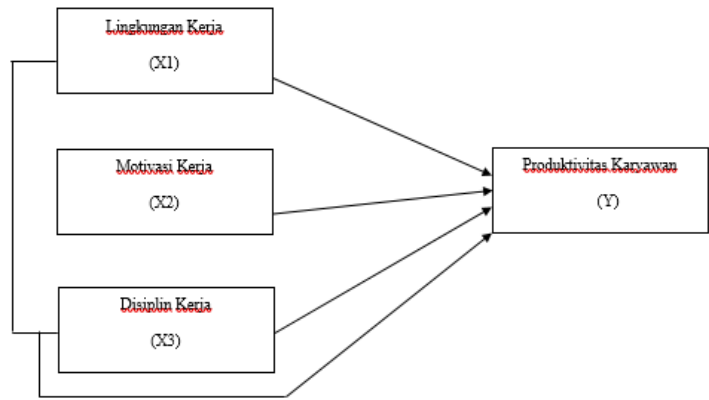 Lingkungan Kerja
(X1)
Motivasi Kerja
(X2)
Disiplin Kerja
(X3)
Produktivitas Karyawan
(Y)